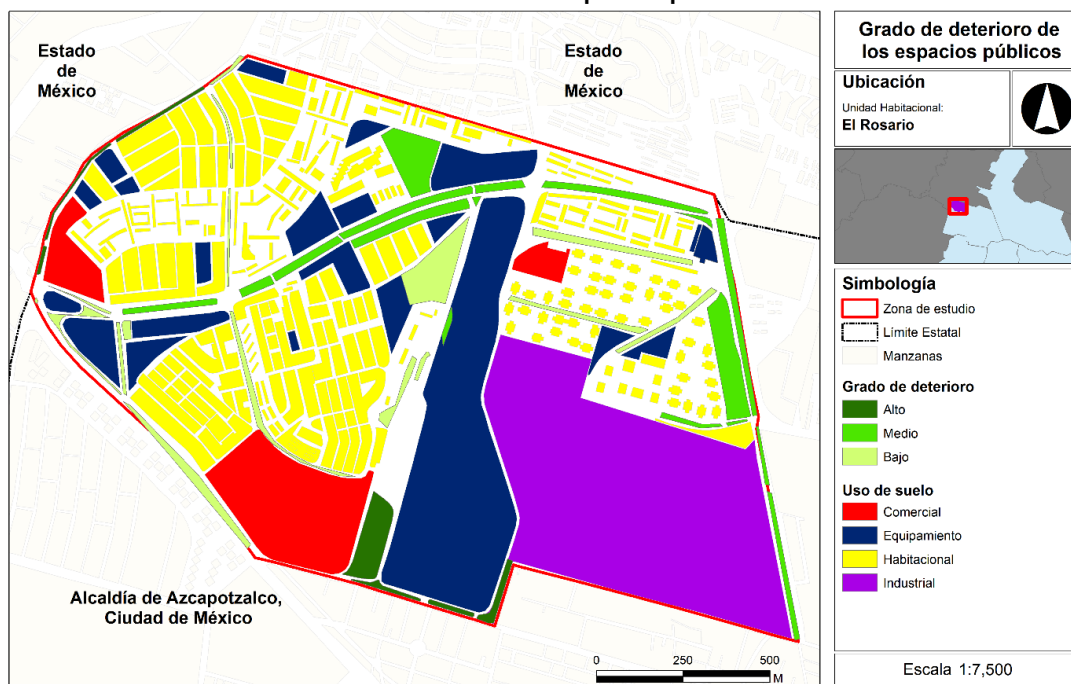 Estado
de
México
Estado
de
México
Alcaldía de Azcapotzalco,
Ciudad de México
0 250 500
M
Grado de deterioro de
los espacios públicos
Ubicación
Unidad Habitacional:
El Rosario
Simbología
Zona de estudio
Límite Estatal
Manzanas
Grado de deterioro
Alto
Medio
Bajo
Uso de suelo
Comercial
Equipamiento
Habitacional
Industrial
Escala 1:7,500